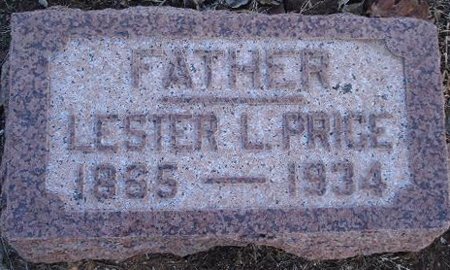 FATHER
LESTER L. PRICE
1865 — 1934